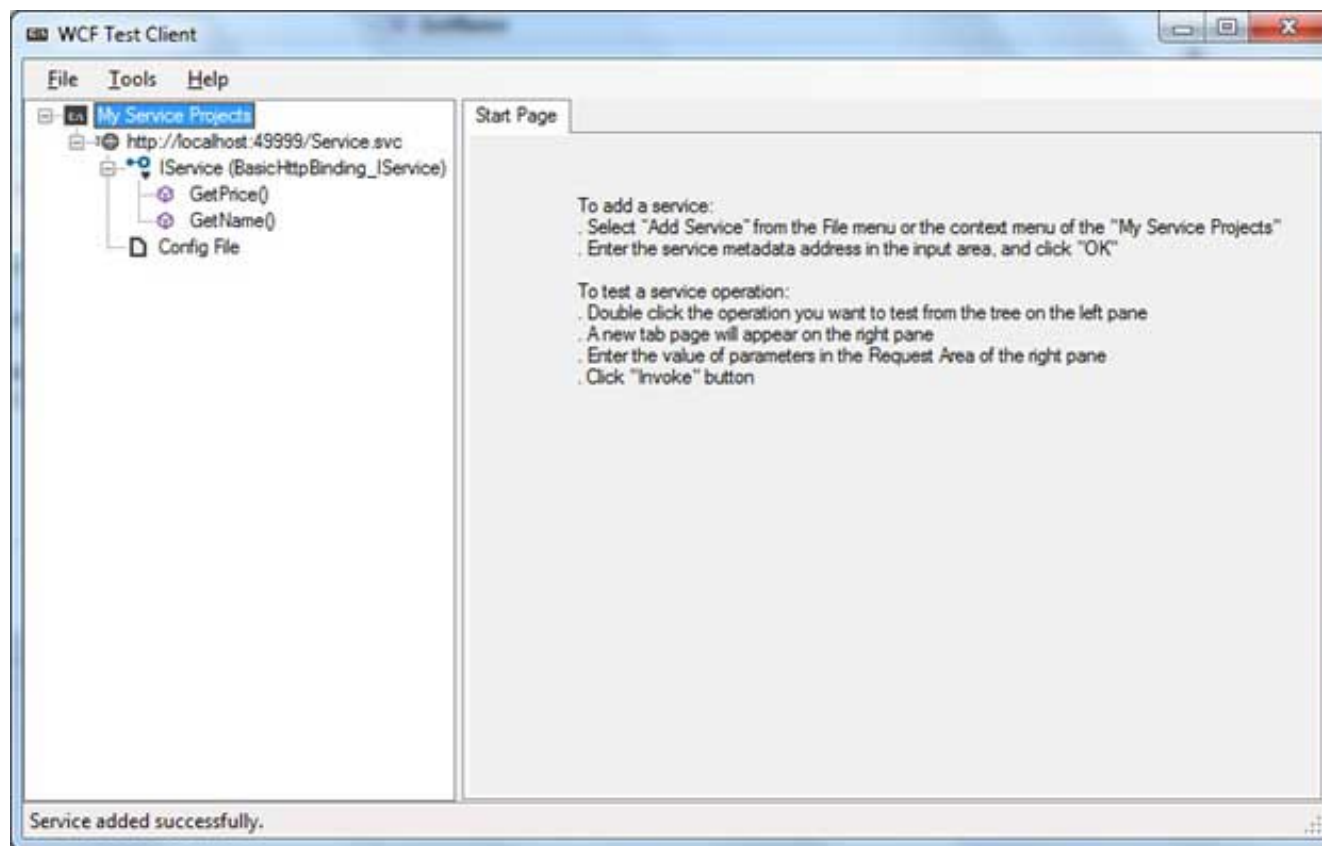 WCF Test Client
File Tools Help
My Service Projects
http://localhost:49999/Service.svc
IService (BasicHttpBinding_IService)
GetPrice()
GetName()
Config File
Start Page
To add a service:
. Select "Add Service" from the File menu or the context menu of the "My Service Projects"
. Enter the service metadata address in the input area, and click "OK"
To test a service operation:
. Double click the operation you want to test from the tree on the left pane
. A new tab page will appear on the right pane
. Enter the value of parameters in the Request Area of the right pane
. Click "Invoke" button
Service added successfully.